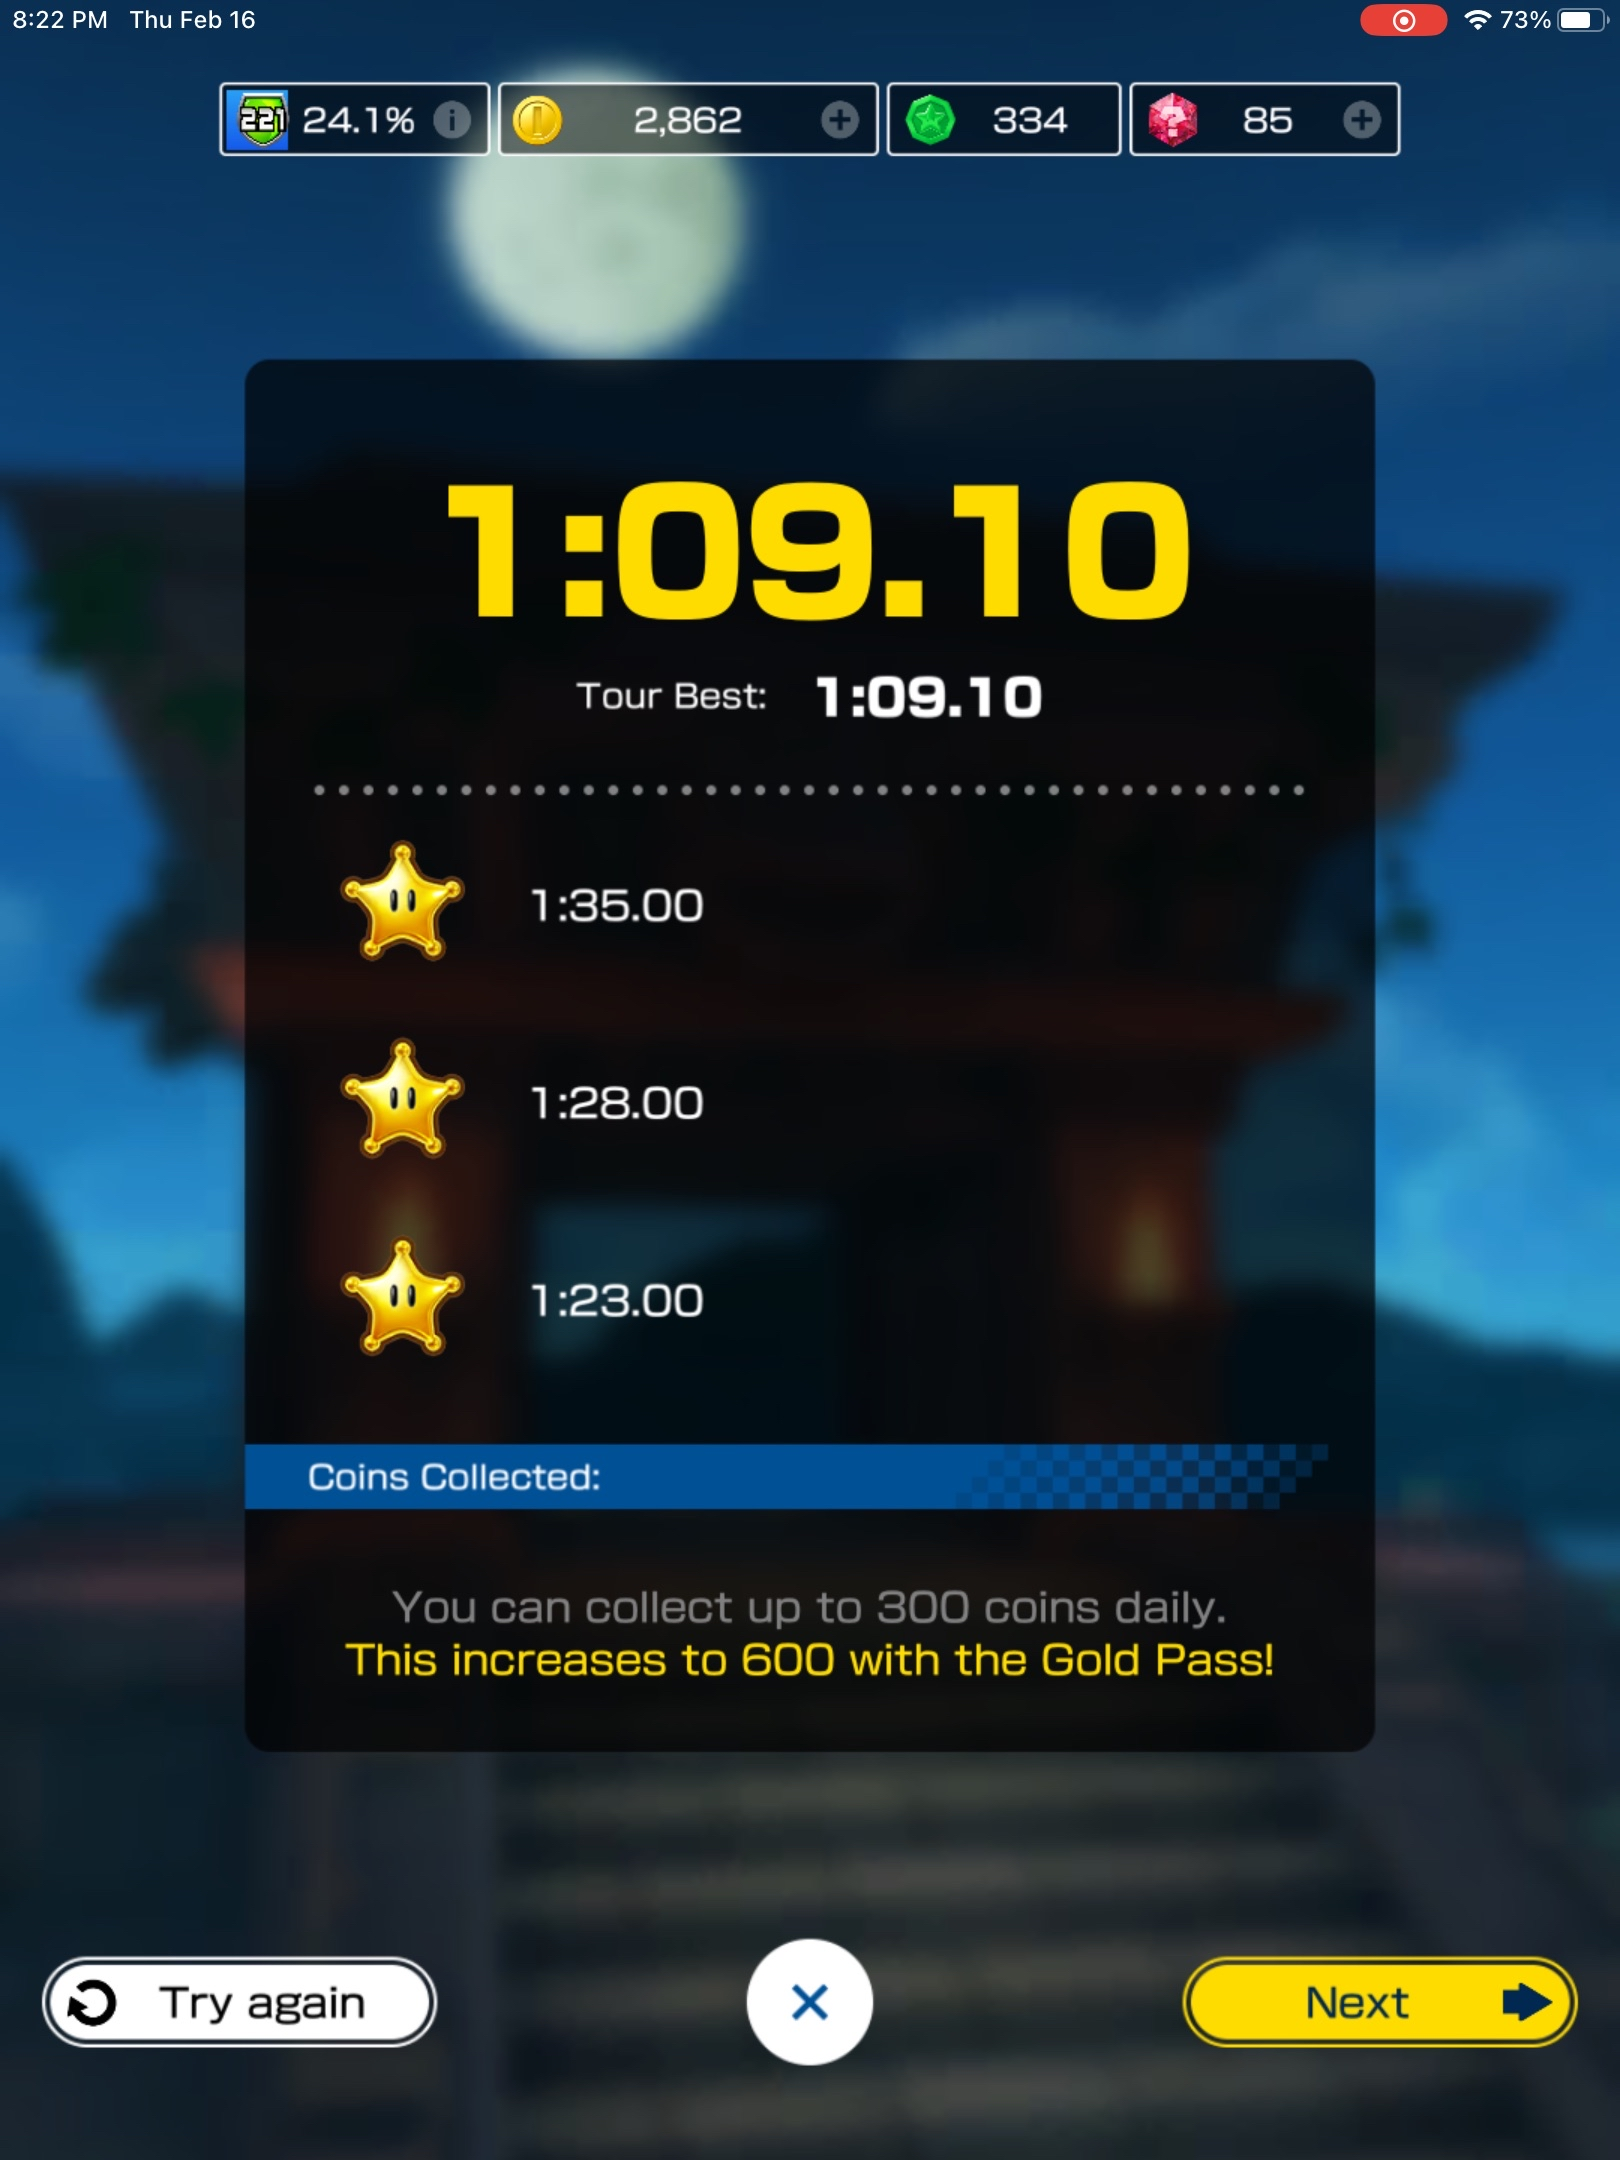 8:22 PM Thu Feb 16 73%
221 24.1% i 2,862 + 334 ? 85 +
1:09.10
Tour Best: 1:09.10
1:35.00
1:28.00
1:23.00
Coins Collected:
You can collect up to 300 coins daily.
This increases to 600 with the Gold Pass!
Try again
Next